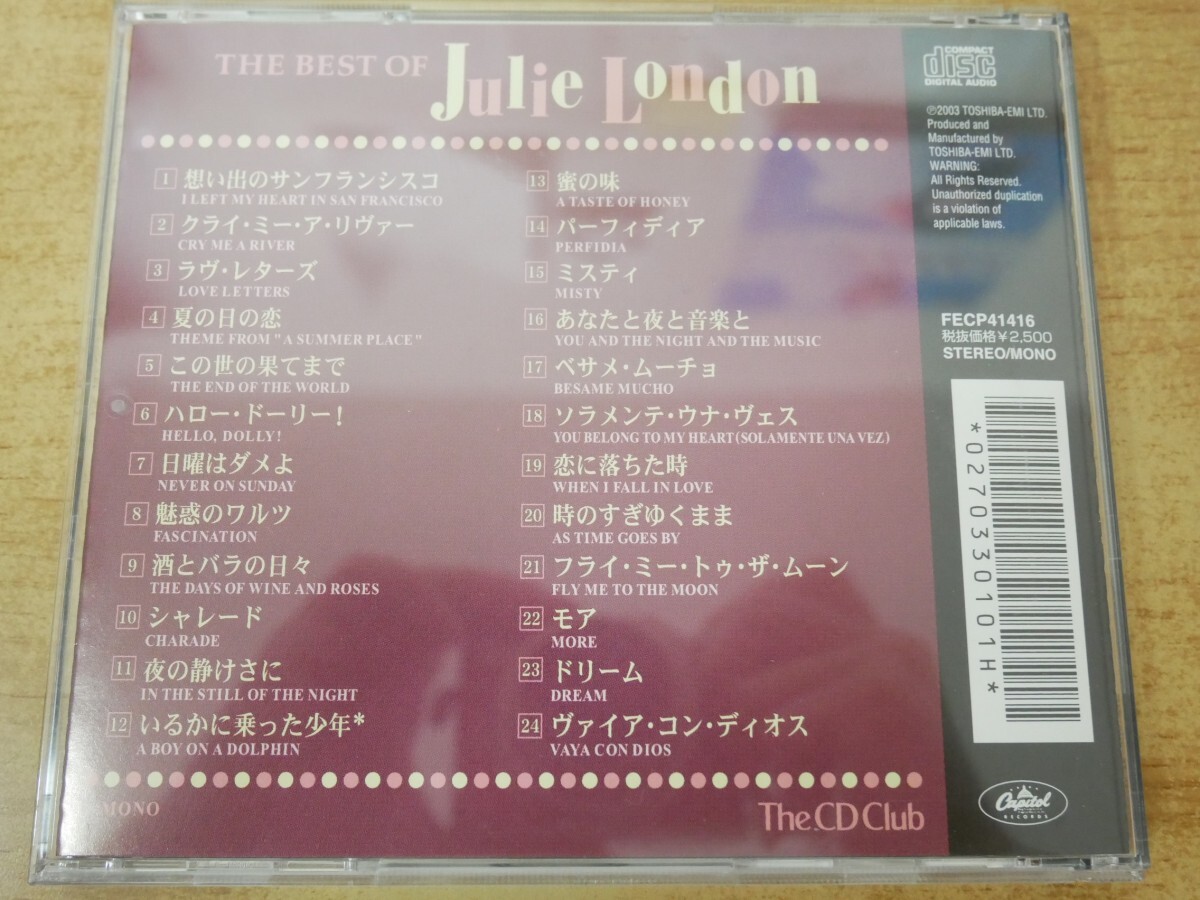 THE BEST OF Julie London
1 想い出のサンフランシスコ
I LEFT MY HEART IN SAN FRANCISCO
2 クライ・ミー・ア・リヴァー
CRY ME A RIVER
3 ラヴ・レターズ
LOVE LETTERS
4 夏の日の恋
THEME FROM "A SUMMER PLACE"
5 この世の果てまで
THE END OF THE WORLD
6 ハロー・ドーリー!
HELLO, DOLLY!
7 日曜はダメよ
NEVER ON SUNDAY
8 魅惑のワルツ
FASCINATION
9 酒とバラの日々
THE DAYS OF WINE AND ROSES
10 シャレード
CHARADE
11 夜の静けさに
IN THE STILL OF THE NIGHT
12 いるかに乗った少年*
A BOY ON A DOLPHIN
13 蜜の味
A TASTE OF HONEY
14 パーフィディア
PERFIDIA
15 ミスティ
MISTY
16 あなたと夜と音楽と
YOU AND THE NIGHT AND THE MUSIC
17 ベサメ・ムーチョ
BESAME MUCHO
18 ソラメンテ・ウナ・ヴェス
YOU BELONG TO MY HEART (SOLAMENTE UNA VEZ)
19 恋に落ちた時
WHEN I FALL IN LOVE
20 時のすぎゆくまま
AS TIME GOES BY
21 フライ・ミー・トゥ・ザ・ムーン
FLY ME TO THE MOON
22 モア
MORE
23 ドリーム
DREAM
24 ヴァイア・コン・ディオス
VAYA CON DIOS
MONO
The.CD Club
COMPACT
disc
DIGITAL AUDIO
℗2003 TOSHIBA-EMI LTD.
Produced and
Manufactured by
TOSHIBA-EMI LTD.
WARNING:
All Rights Reserved.
Unauthorized duplication
is a violation of
applicable laws.
FECP41416
税抜価格¥2,500
STEREO/MONO
*0270330101H*
Capitol
RECORDS